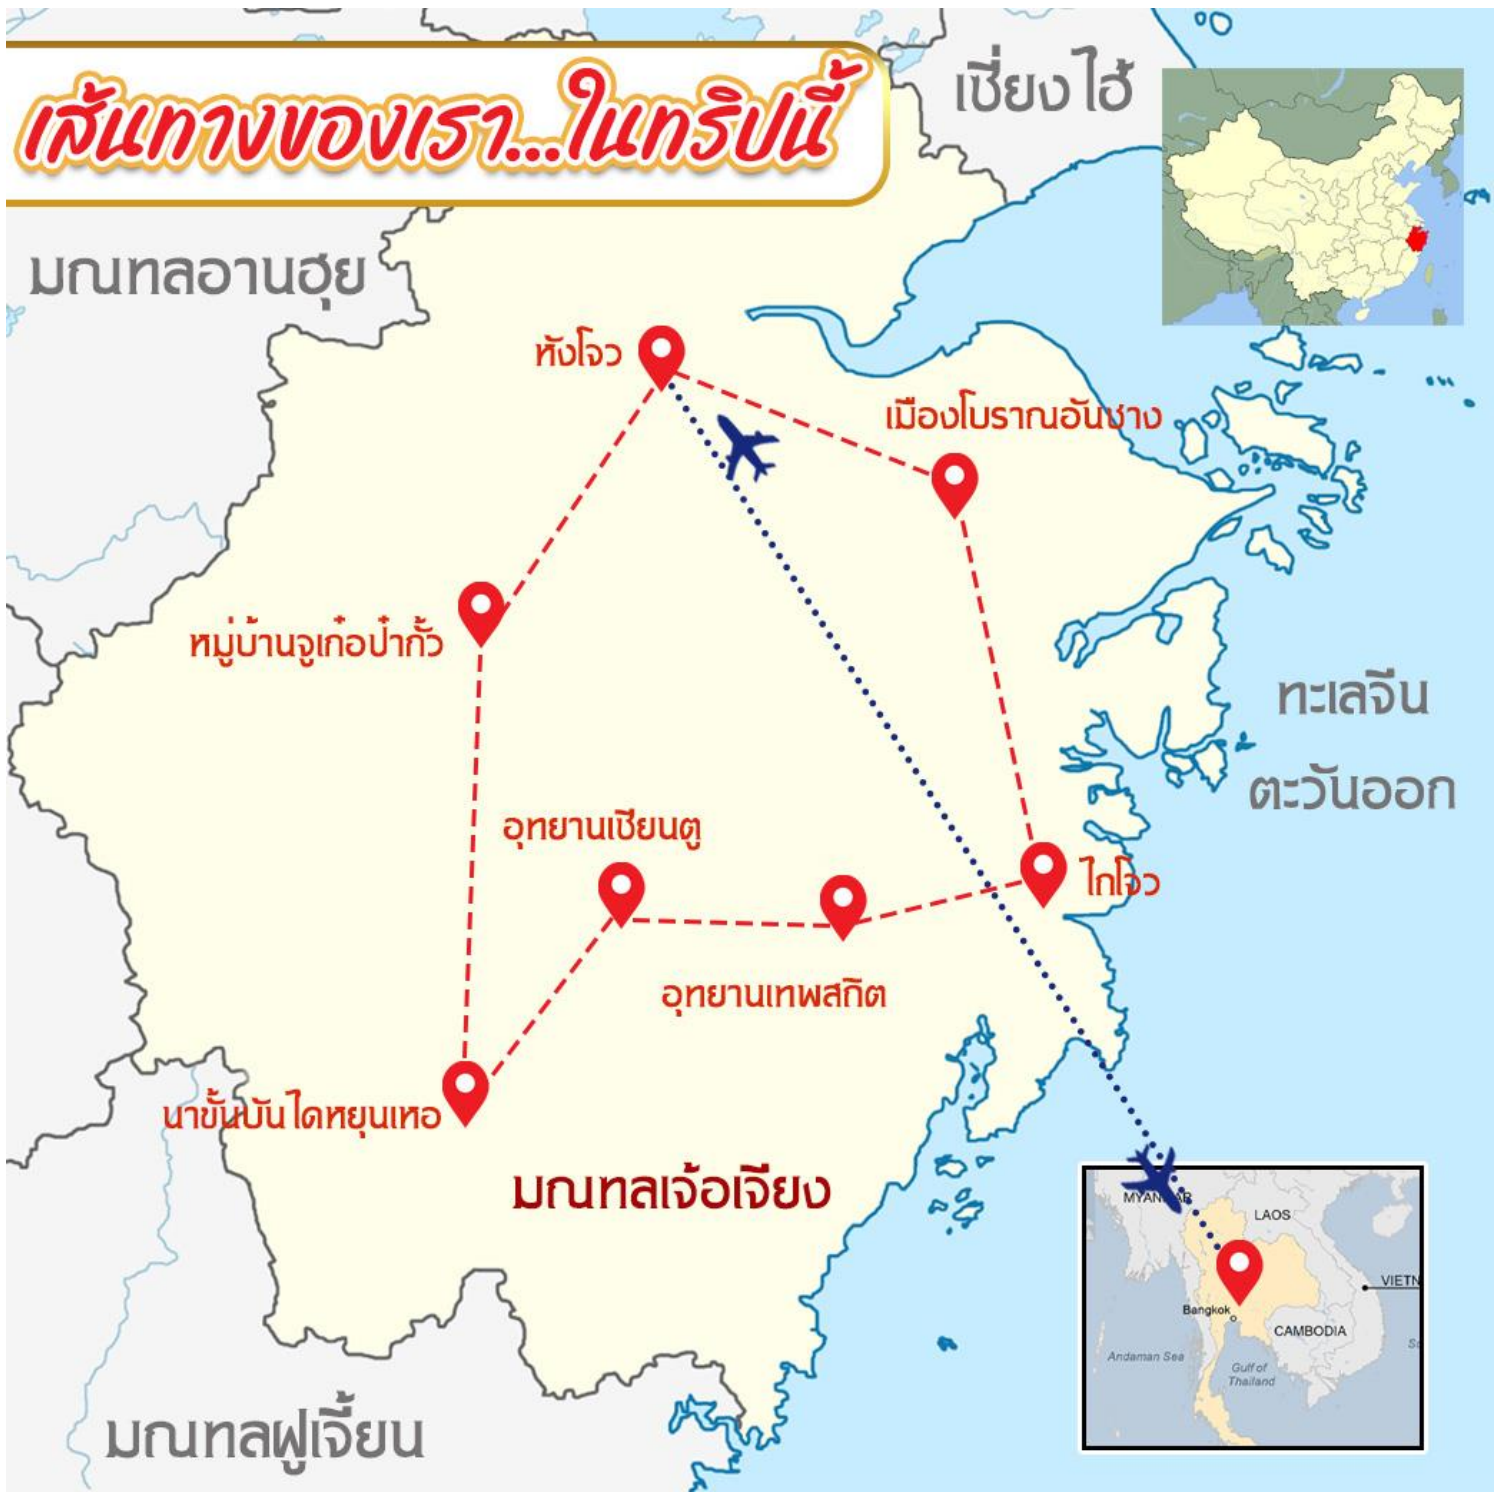 เส้นทางของเรา...ในทริปนี้
เซี่ยงไฮ้
มณฑลอานฮุย
หังโจว
เมืองโบราณอันชาง
หมู่บ้านจูเก๋อป๋ากั้ว
ทะเลจีน
ตะวันออก
อุทยานเซียนตู
ไถโจว
อุทยานเทพสถิต
นาขั้นบันไดหยุนเหอ
มณฑลเจ้อเจียง
MYANMAR
LAOS
VIETN
Bangkok
CAMBODIA
Andaman Sea
Gulf of
Thailand
มณฑลฝูเจี้ยน